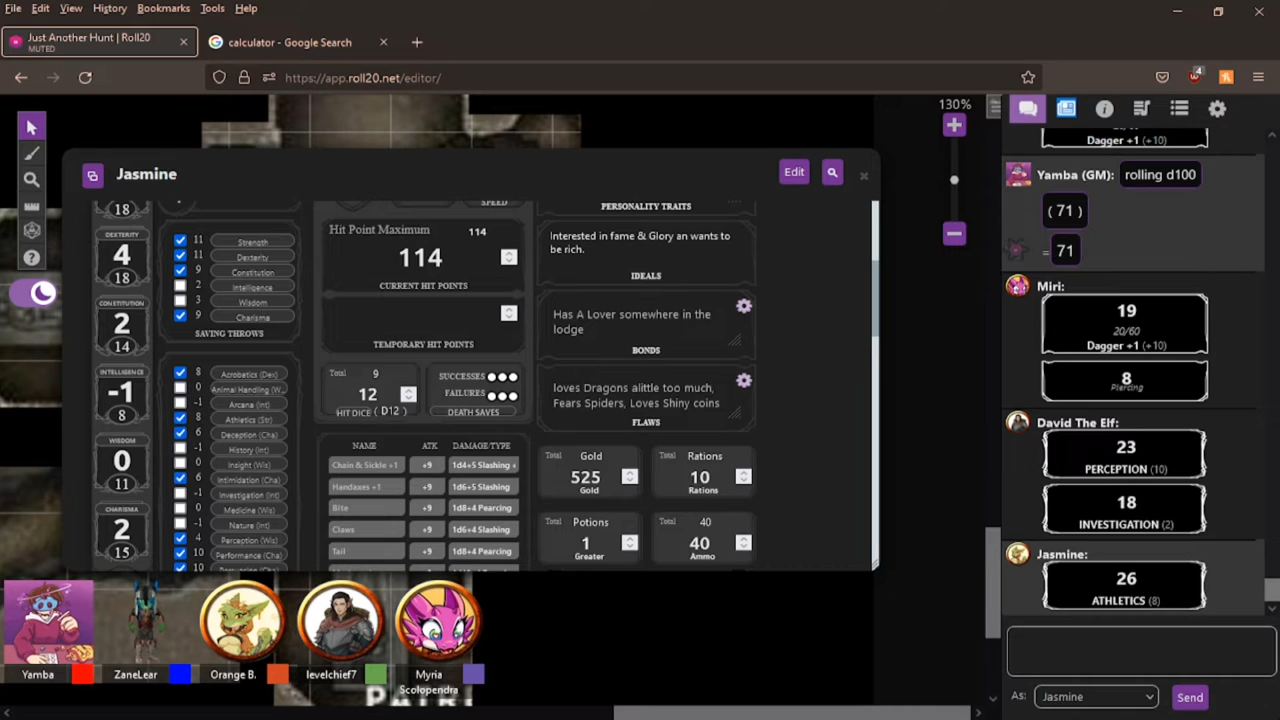 File Edit View History Bookmarks Tools Help
Just Another Hunt | Roll20
MUTED
calculator - Google Search
https://app.roll20.net/editor/
130%
Jasmine
Edit
18
DEXTERITY
4
18
CONSTITUTION
2
14
INTELLIGENCE
-1
8
WISDOM
0
11
CHARISMA
2
15
11 Strength
11 Dexterity
9 Constitution
2 Intelligence
3 Wisdom
9 Charisma
SAVING THROWS
8 Acrobatics (Dex)
0 Animal Handling (W...
-1 Arcana (Int)
8 Athletics (Str)
6 Deception (Cha)
-1 History (Int)
0 Insight (Wis)
6 Intimidation (Cha)
-1 Investigation (Int)
0 Medicine (Wis)
-1 Nature (Int)
4 Perception (Wis)
10 Performance (Cha)
10
SPEED
Hit Point Maximum 114
114
CURRENT HIT POINTS
TEMPORARY HIT POINTS
Total 9
12
HIT DICE ( D12 )
SUCCESSES
FAILURES
DEATH SAVES
NAME ATK DAMAGE/TYPE
Chain & Sickle +1 +9 1d4+5 Slashing +
Handaxes +1 +9 1d6+5 Slashing
Bite +9 1d8+4 Pearcing
Claws +9 1d6+4 Slashing
Tail +9 1d8+4 Pearcing
PERSONALITY TRAITS
Interested in fame & Glory an wants to
be rich.
IDEALS
Has A Lover somewhere in the
lodge
BONDS
loves Dragons alittle too much,
Fears Spiders, Loves Shiny coins
FLAWS
Total Gold
525
Gold
Total Rations
10
Rations
Total Potions
1
Greater
Total 40
40
Ammo
Dagger +1 (+10)
Yamba (GM): rolling d100
( 71 )
= 71
Miri:
19
20/60
Dagger +1 (+10)
8
Piercing
David The Elf:
23
PERCEPTION (10)
18
INVESTIGATION (2)
Jasmine:
26
ATHLETICS (8)
As: Jasmine Send
Yamba
ZaneLear
Orange B.
levelchief7
Myria
Scolopendra
4